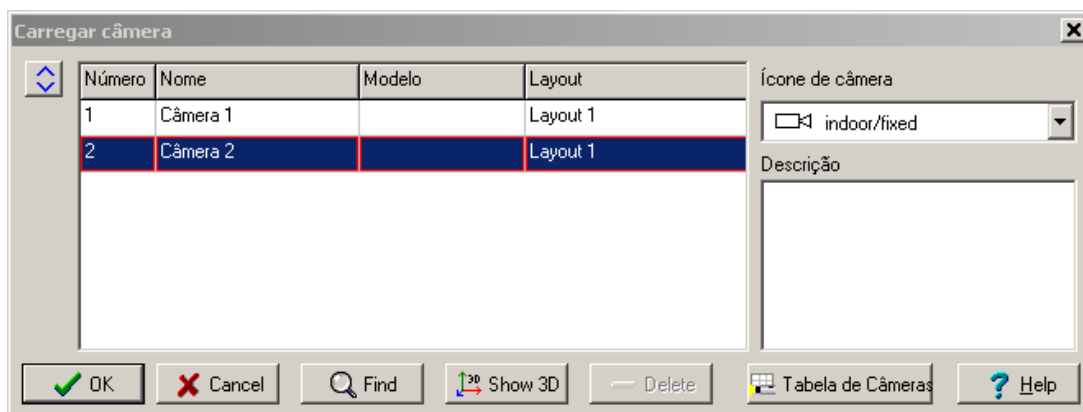 Carregar câmera
Número Nome Modelo Layout
1 Câmera 1 Layout 1
2 Câmera 2 Layout 1
Ícone de câmera
indoor/fixed
Descrição
OK Cancel Find 3D Show 3D Delete Tabela de Câmeras Help